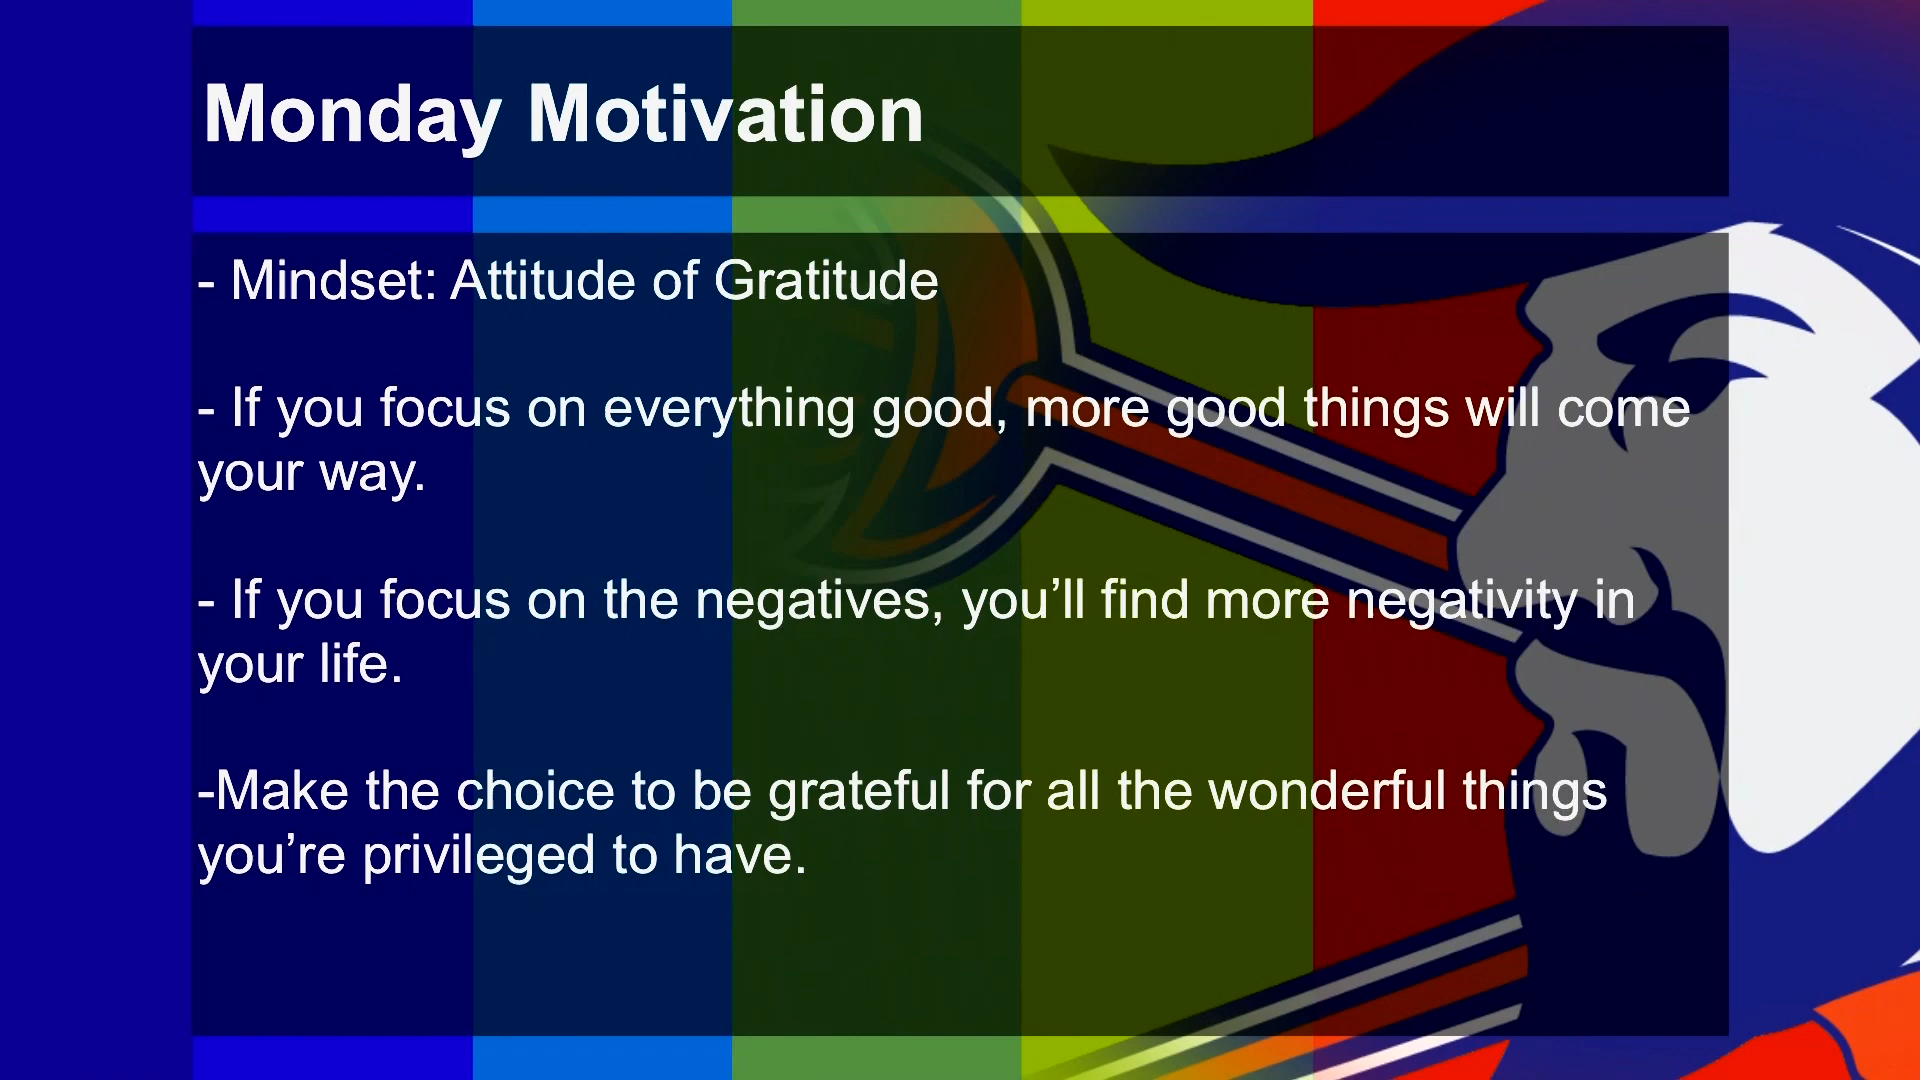 Monday Motivation
- Mindset: Attitude of Gratitude
- If you focus on everything good, more good things will come
your way.
- If you focus on the negatives, you’ll find more negativity in
your life.
-Make the choice to be grateful for all the wonderful things
you’re privileged to have.